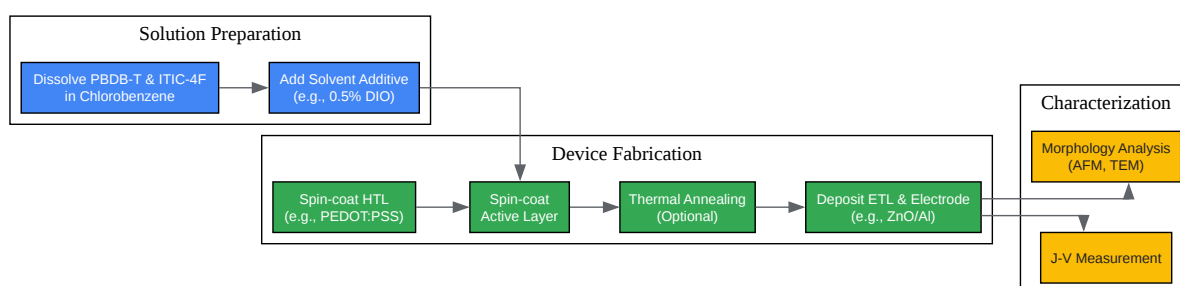 Solution Preparation
Dissolve PBDB-T & ITIC-4F
in Chlorobenzene
Add Solvent Additive
(e.g., 0.5% DIO)
Device Fabrication
Spin-coat HTL
(e.g., PEDOT:PSS)
Spin-coat
Active Layer
Thermal Annealing
(Optional)
Deposit ETL & Electrode
(e.g., ZnO/Al)
Characterization
Morphology Analysis
(AFM, TEM)
J-V Measurement